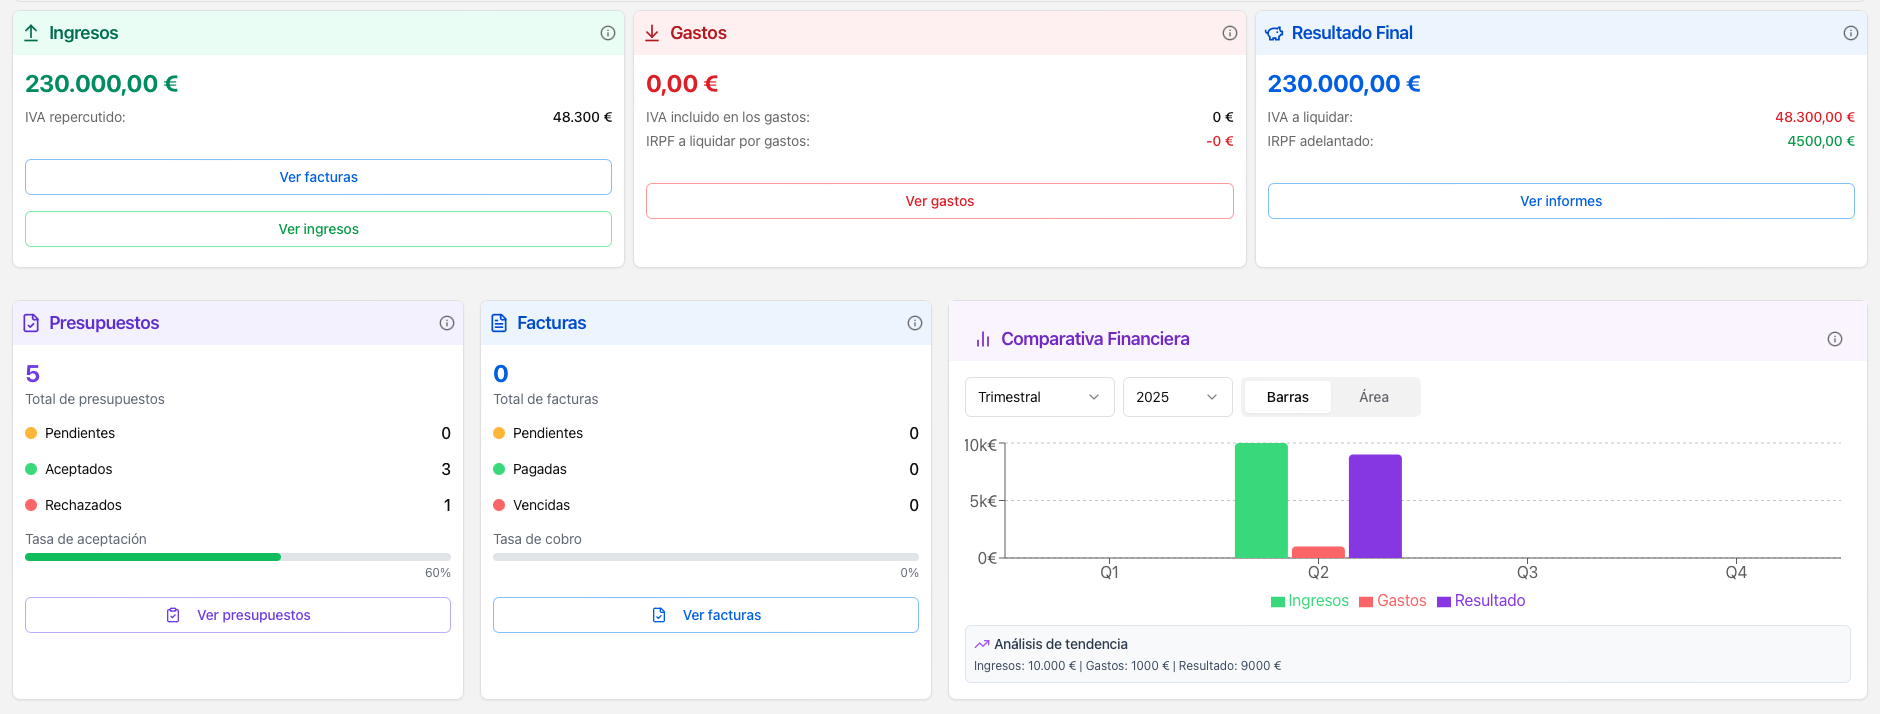 Ingresos
230.000,00 €
IVA repercutido: 48.300 €
Ver facturas
Ver ingresos
Gastos
0,00 €
IVA incluido en los gastos: 0 €
IRPF a liquidar por gastos: -0 €
Ver gastos
Resultado Final
230.000,00 €
IVA a liquidar: 48.300,00 €
IRPF adelantado: 4500,00 €
Ver informes
Presupuestos
5
Total de presupuestos
Pendientes 0
Aceptados 3
Rechazados 1
Tasa de aceptación
60%
Ver presupuestos
Facturas
0
Total de facturas
Pendientes 0
Pagadas 0
Vencidas 0
Tasa de cobro
0%
Ver facturas
Comparativa Financiera
Trimestral 2025 Barras Área
10k€
5k€
0€
Q1 Q2 Q3 Q4
Ingresos Gastos Resultado
Análisis de tendencia
Ingresos: 10.000 € | Gastos: 1000 € | Resultado: 9000 €